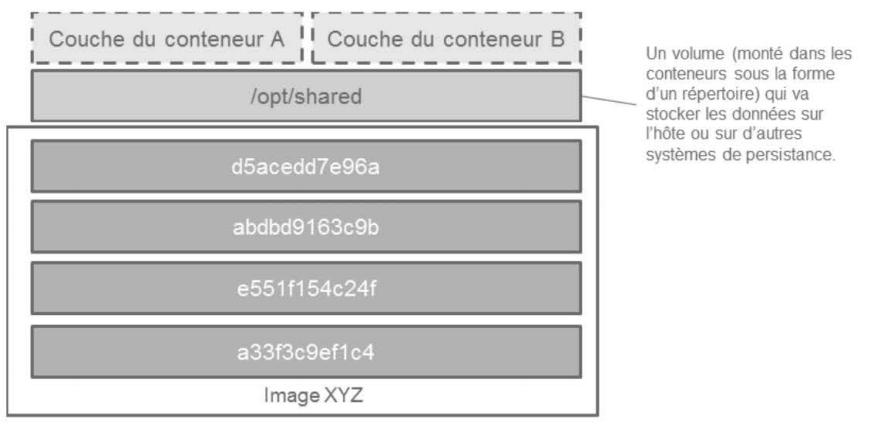 Couche du conteneur A
Couche du conteneur B
/opt/shared
Un volume (monté dans les
conteneurs sous la forme
d'un répertoire) qui va
stocker les données sur
l'hôte ou sur d'autres
systèmes de persistance.
d5acedd7e96a
abdbd9163c9b
e551f154c24f
a33f3c9ef1c4
Image XYZ